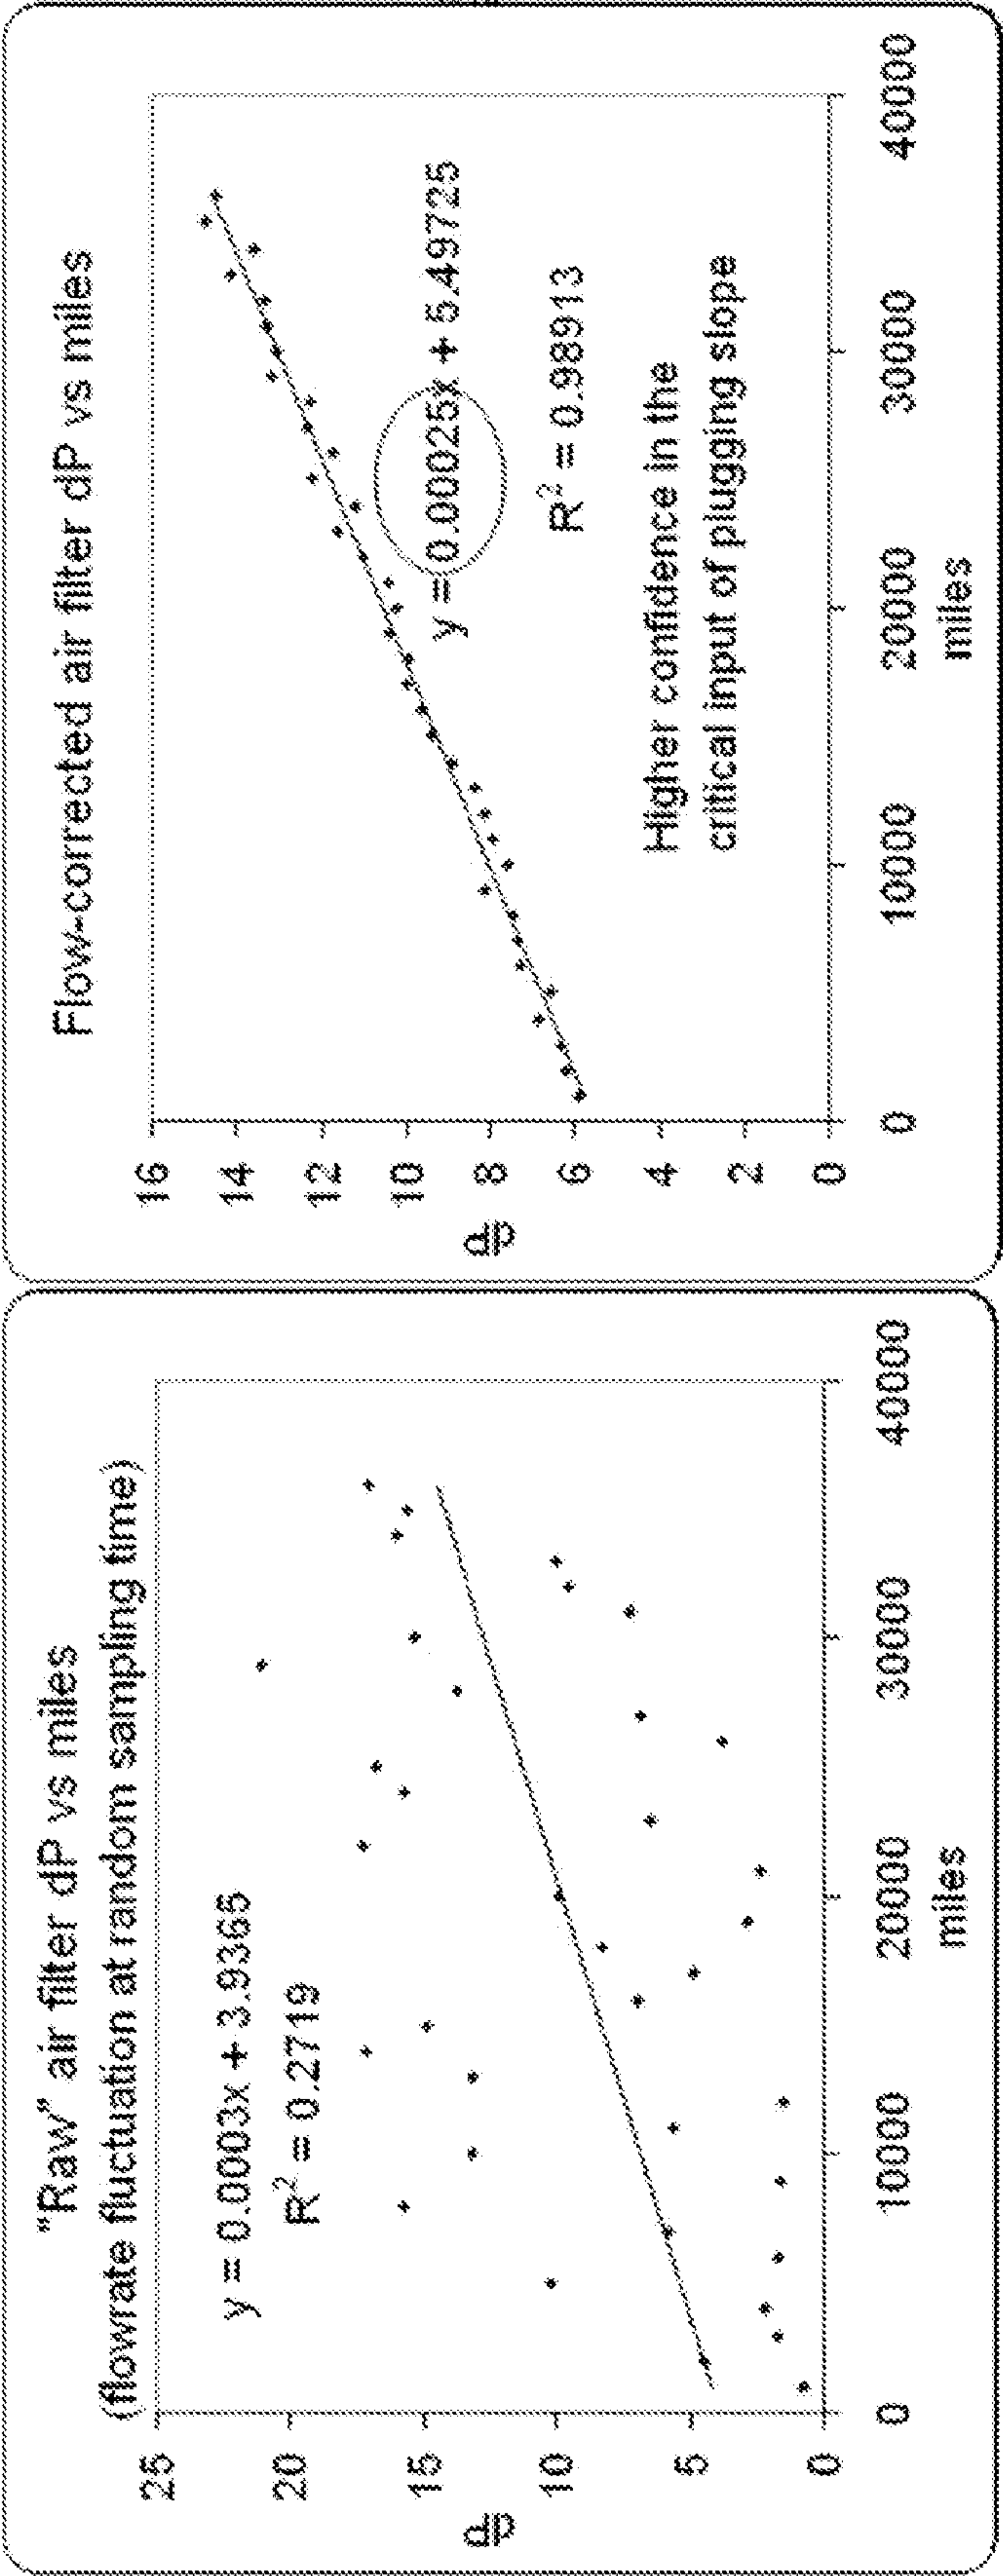 "Raw" air filter dP vs miles
(flowrate fluctuation at random sampling time)
y = 0.0003x + 3.9365
R² = 0.2719
25
20
15
10
5
0
dP
0
10000
20000
30000
40000
miles
Flow-corrected air filter dP vs miles
16
14
12
10
8
6
4
2
0
dP
y = 0.00025x + 5.49725
R² = 0.98913
Higher confidence in the
critical input of plugging slope
0
10000
20000
30000
40000
miles